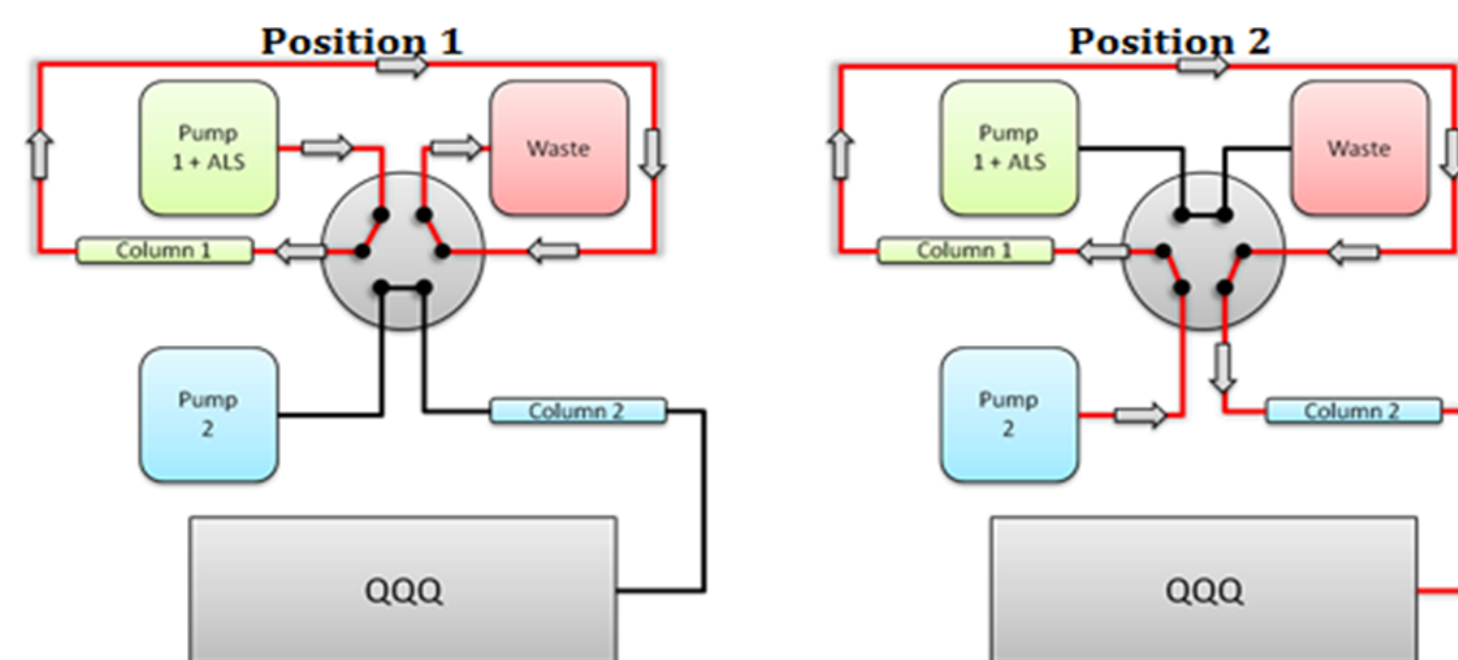 Position 1
Pump
1 + ALS
Waste
Column 1
Pump
2
Column 2
QQQ
Position 2
Pump
1 + ALS
Waste
Column 1
Pump
2
Column 2
QQQ